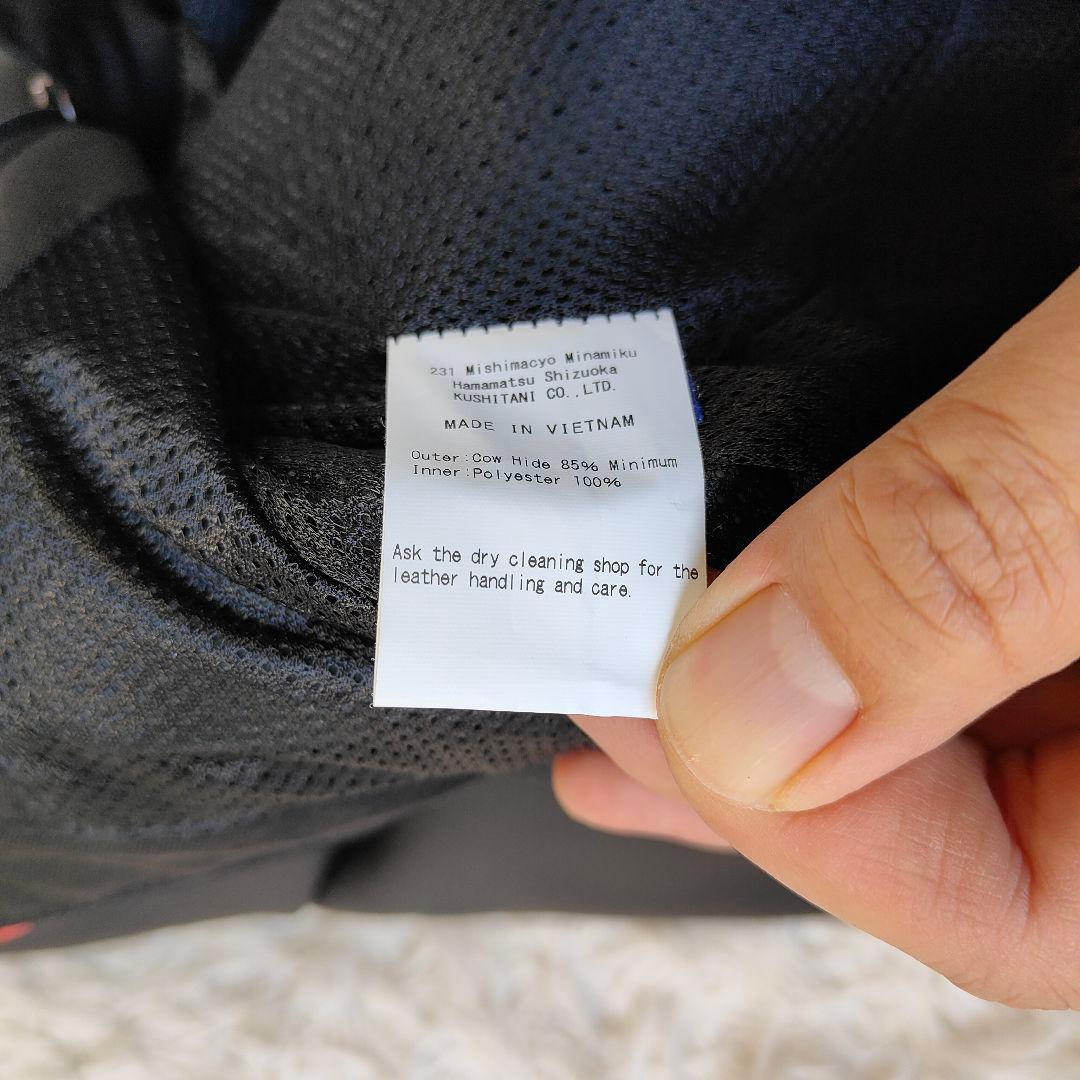 231 Mishimacyo Minamiku
Hamamatsu Shizuoka
KUSHITANI CO.,LTD.
MADE IN VIETNAM
Outer:Cow Hide 85% Minimum
Inner:Polyester 100%
Ask the dry cleaning shop for the
leather handling and care.